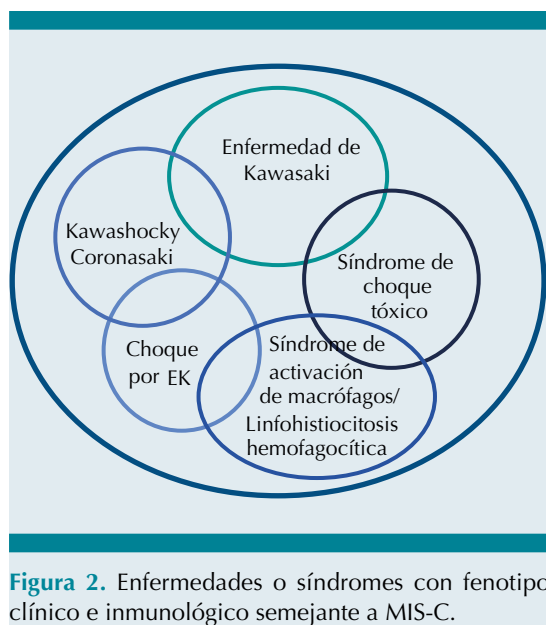 Enfermedad de
Kawasaki
Kawashocky
Coronasaki
Síndrome de
choque
tóxico
Choque
por EK
Síndrome de
activación
de macrófagos/
Linfohistiocitosis
hemofagocítica
Figura 2. Enfermedades o síndromes con fenotipo
clínico e inmunológico semejante a MIS-C.